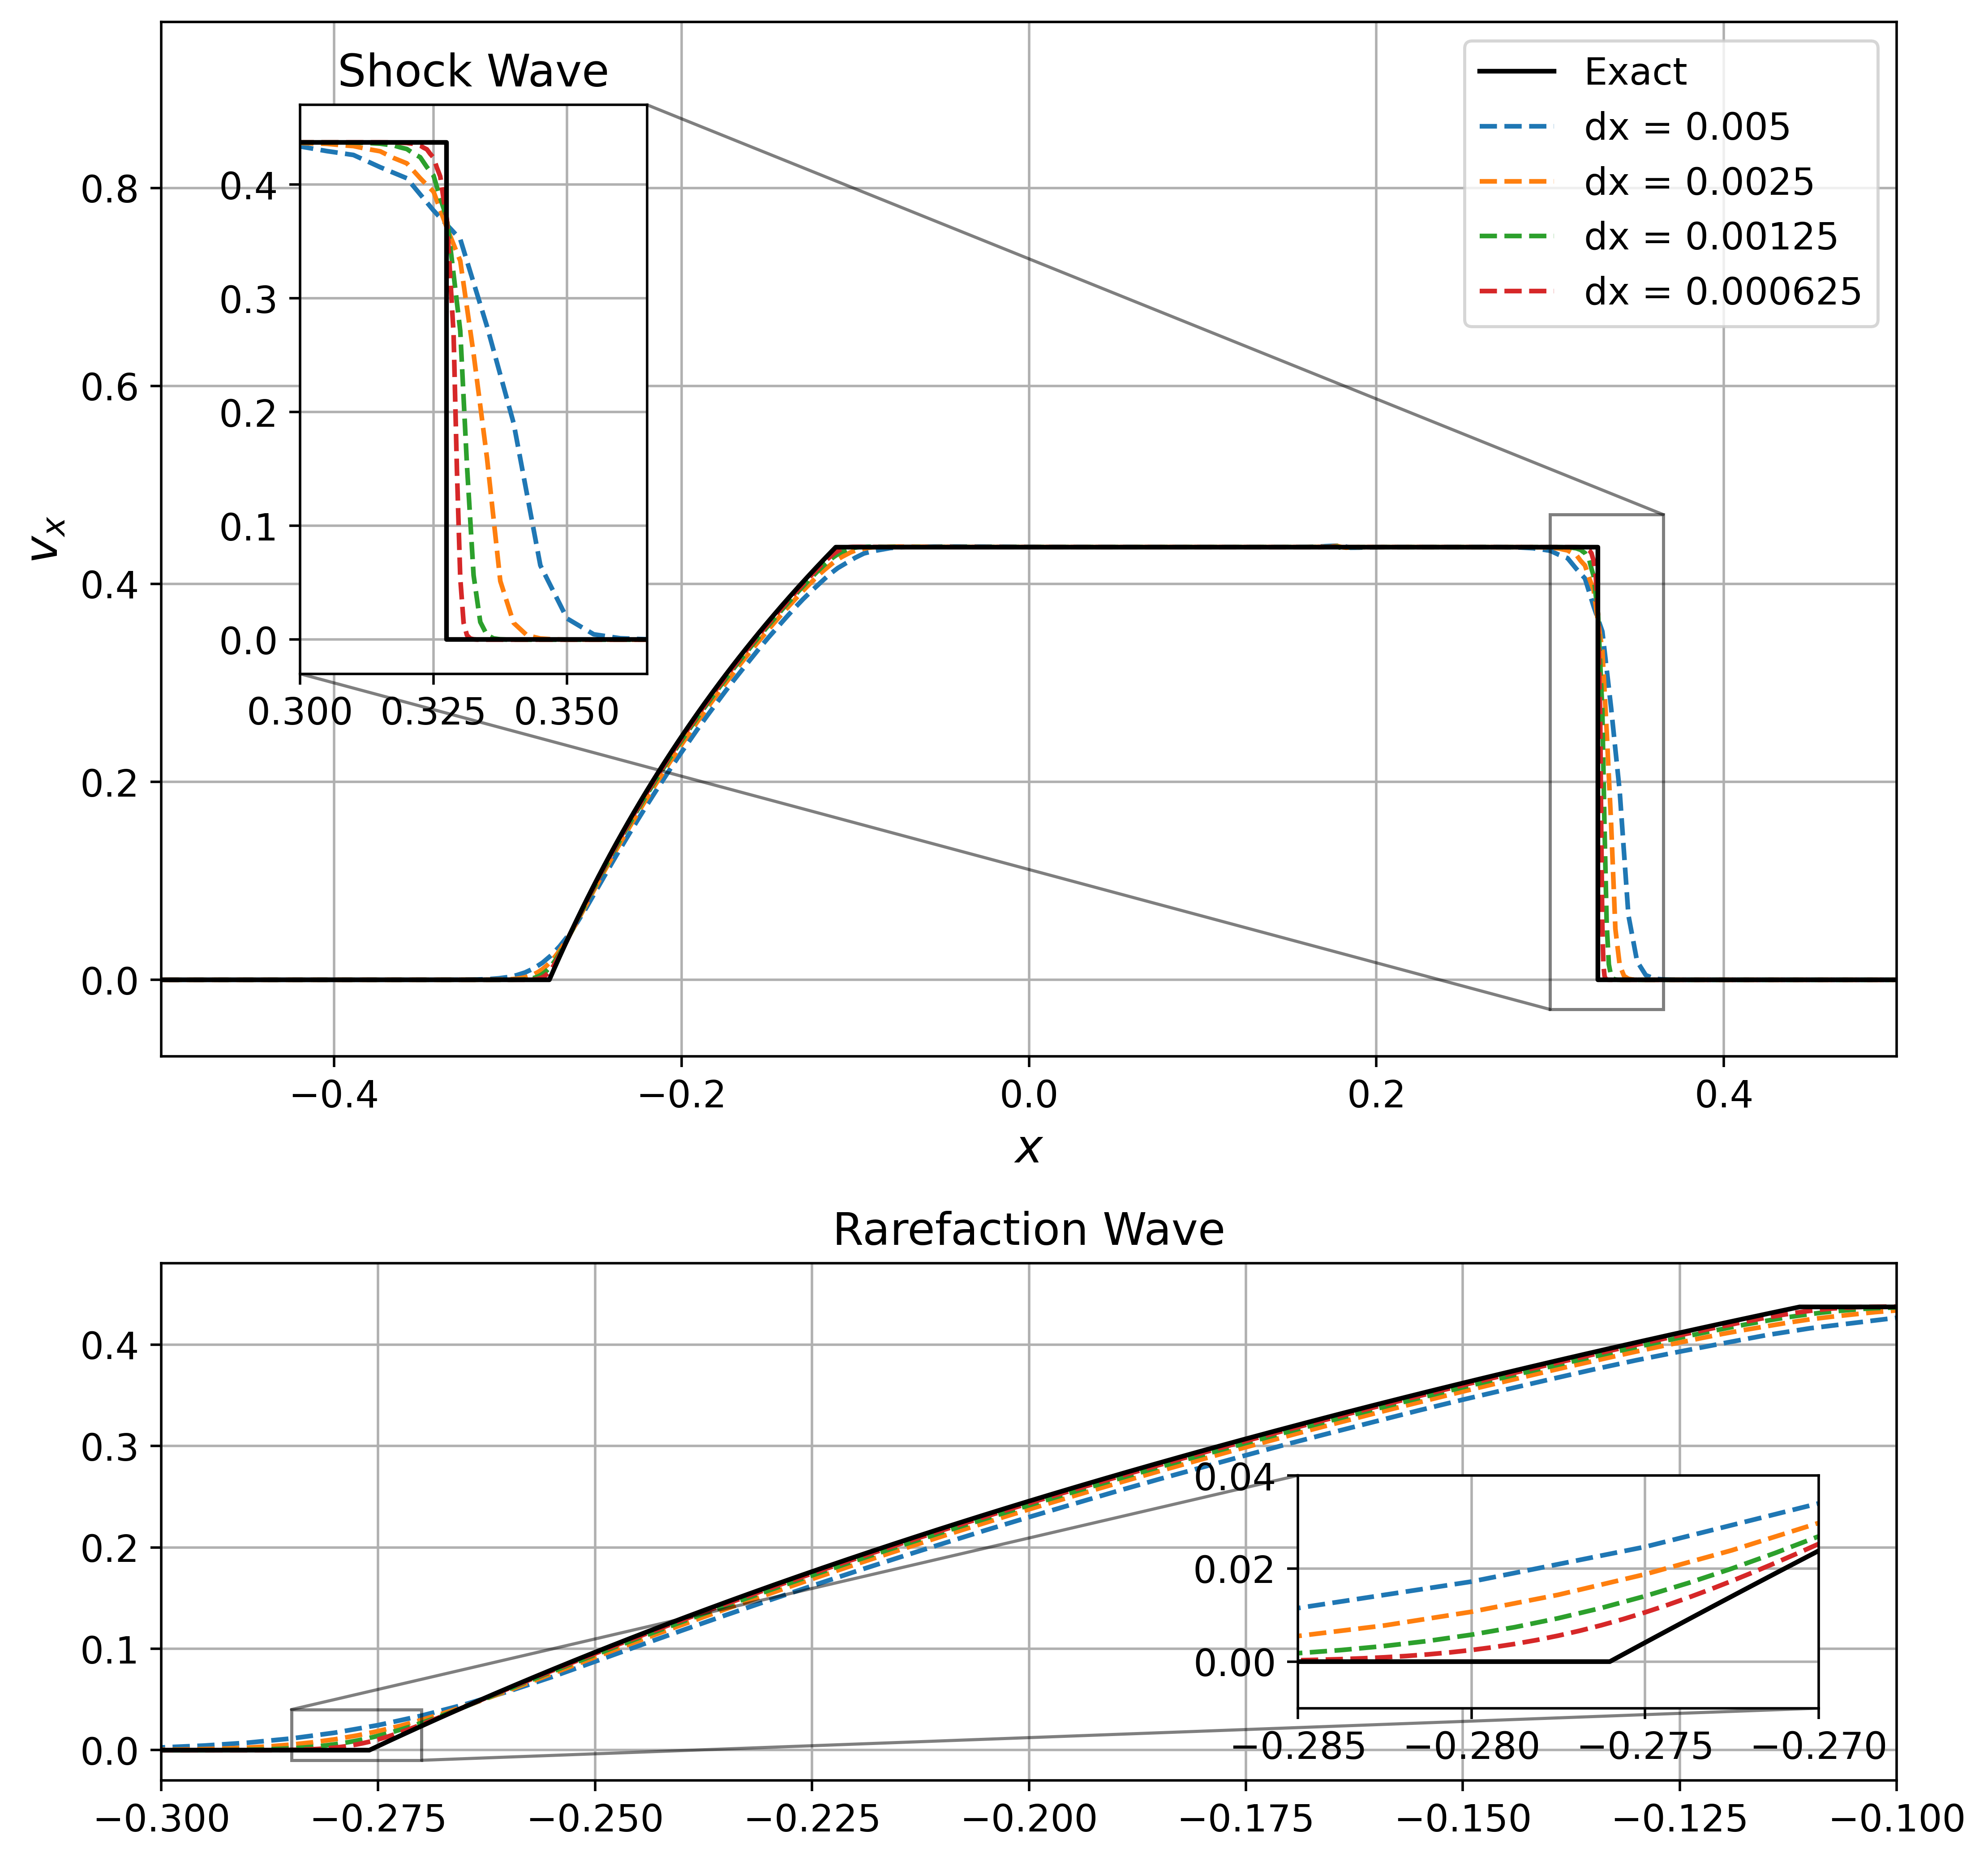 Shock Wave
0.4
0.3
0.2
0.1
0.0
0.300 0.325 0.350
Exact
dx = 0.005
dx = 0.0025
dx = 0.00125
dx = 0.000625
0.8
0.6
0.4
0.2
0.0
vx
−0.4 −0.2 0.0 0.2 0.4
x
Rarefaction Wave
0.4
0.3
0.2
0.1
0.0
0.04
0.02
0.00
−0.285 −0.280 −0.275 −0.270
−0.300 −0.275 −0.250 −0.225 −0.200 −0.175 −0.150 −0.125 −0.100